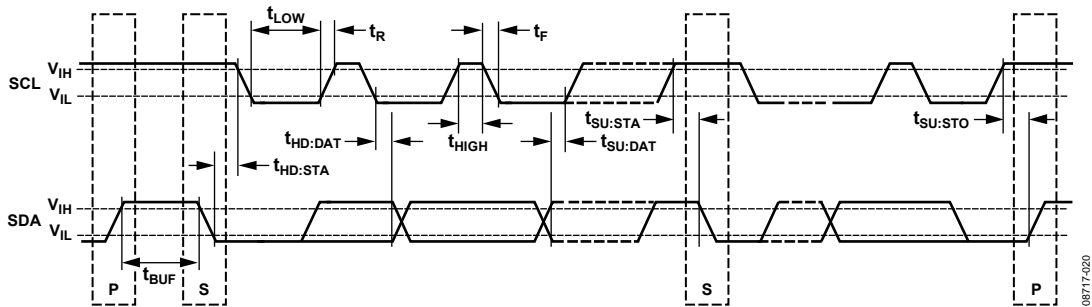 tLOW
tR
tF
VIH
SCL
VIL
tHD:DAT
tHD:STA
tHIGH
tSU:STA
tSU:DAT
tSU:STO
VIH
SDA
VIL
tBUF
P
S
S
P
08717-020